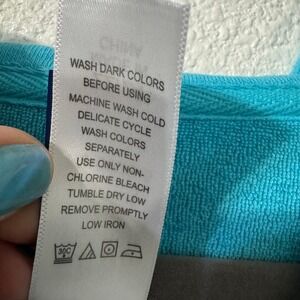 WASH DARK COLORS
BEFORE USING
MACHINE WASH COLD
DELICATE CYCLE
WASH COLORS
SEPARATELY
USE ONLY NON-
CHLORINE BLEACH
TUMBLE DRY LOW
REMOVE PROMPTLY
LOW IRON
30C